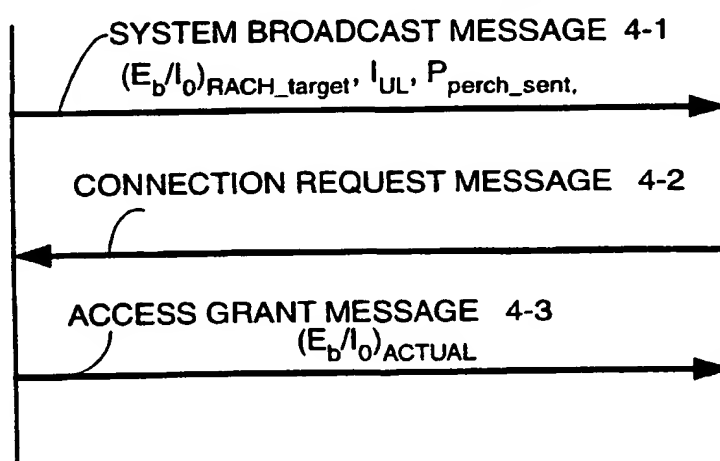 SYSTEM BROADCAST MESSAGE 4-1
(E_b/I_0)_RACH_target, I_UL, P_perch_sent.
CONNECTION REQUEST MESSAGE 4-2
ACCESS GRANT MESSAGE 4-3
(E_b/I_0)_ACTUAL